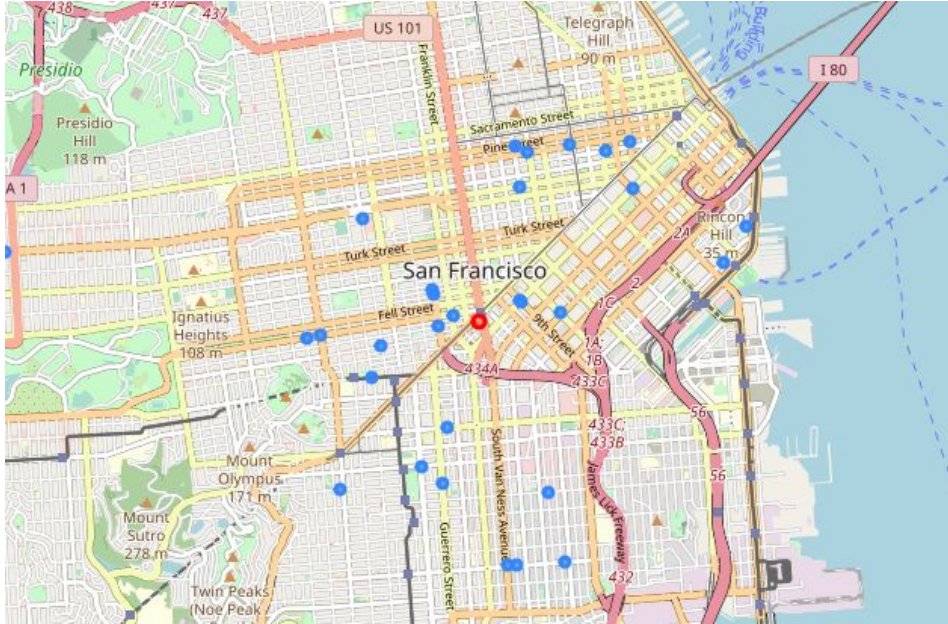 438
437
437
US 101
Telegraph
Hill
90 m
Building
I 80
Presidio
Franklin Street
Presidio
Hill
118 m
Sacramento Street
Pine Street
A 1
Rincon
Hill
35 m
2A
Turk Street
Turk Street
San Francisco
2
1C
Fell Street
9th Street
Ignatius
Heights
108 m
1A;
1B
434A
433C
56
433C;
433B
South Van Ness Avenue
James Lick Freeway
Mount
Olympus
171 m
56
Mount
Sutro
278 m
Guerrero Street
432
Twin Peaks
(Noe Peak